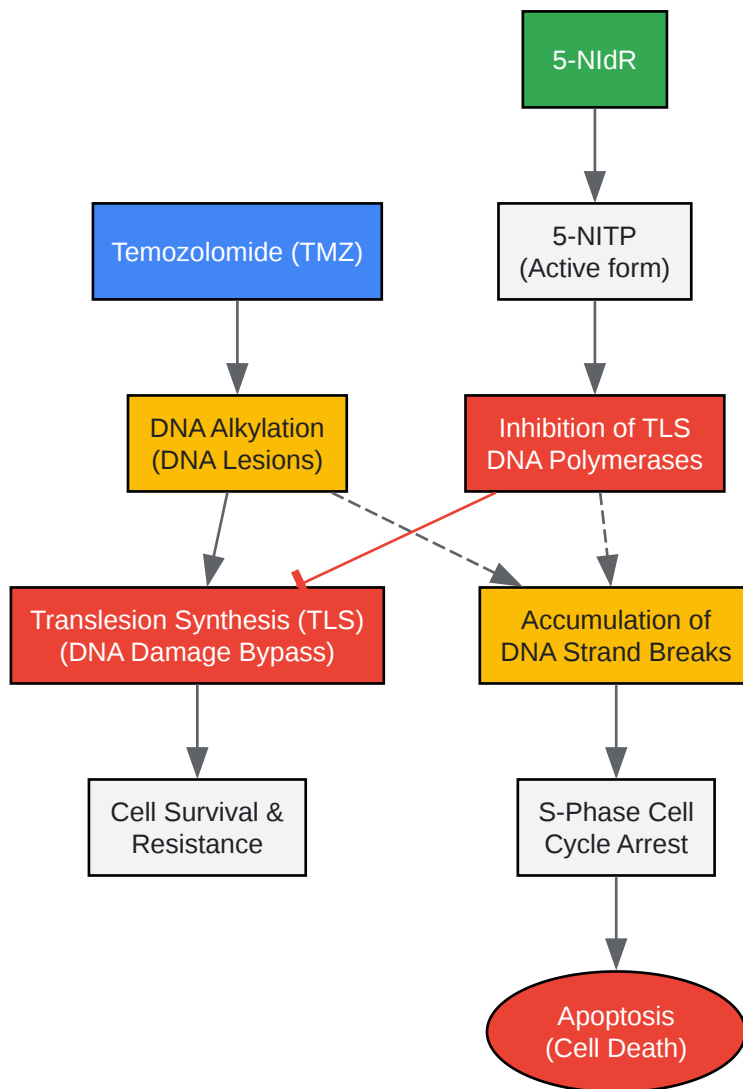 5-NIdR
Temozolomide (TMZ)
5-NITP
(Active form)
DNA Alkylation
(DNA Lesions)
Inhibition of TLS
DNA Polymerases
Translesion Synthesis (TLS)
(DNA Damage Bypass)
Accumulation of
DNA Strand Breaks
Cell Survival &
Resistance
S-Phase Cell
Cycle Arrest
Apoptosis
(Cell Death)